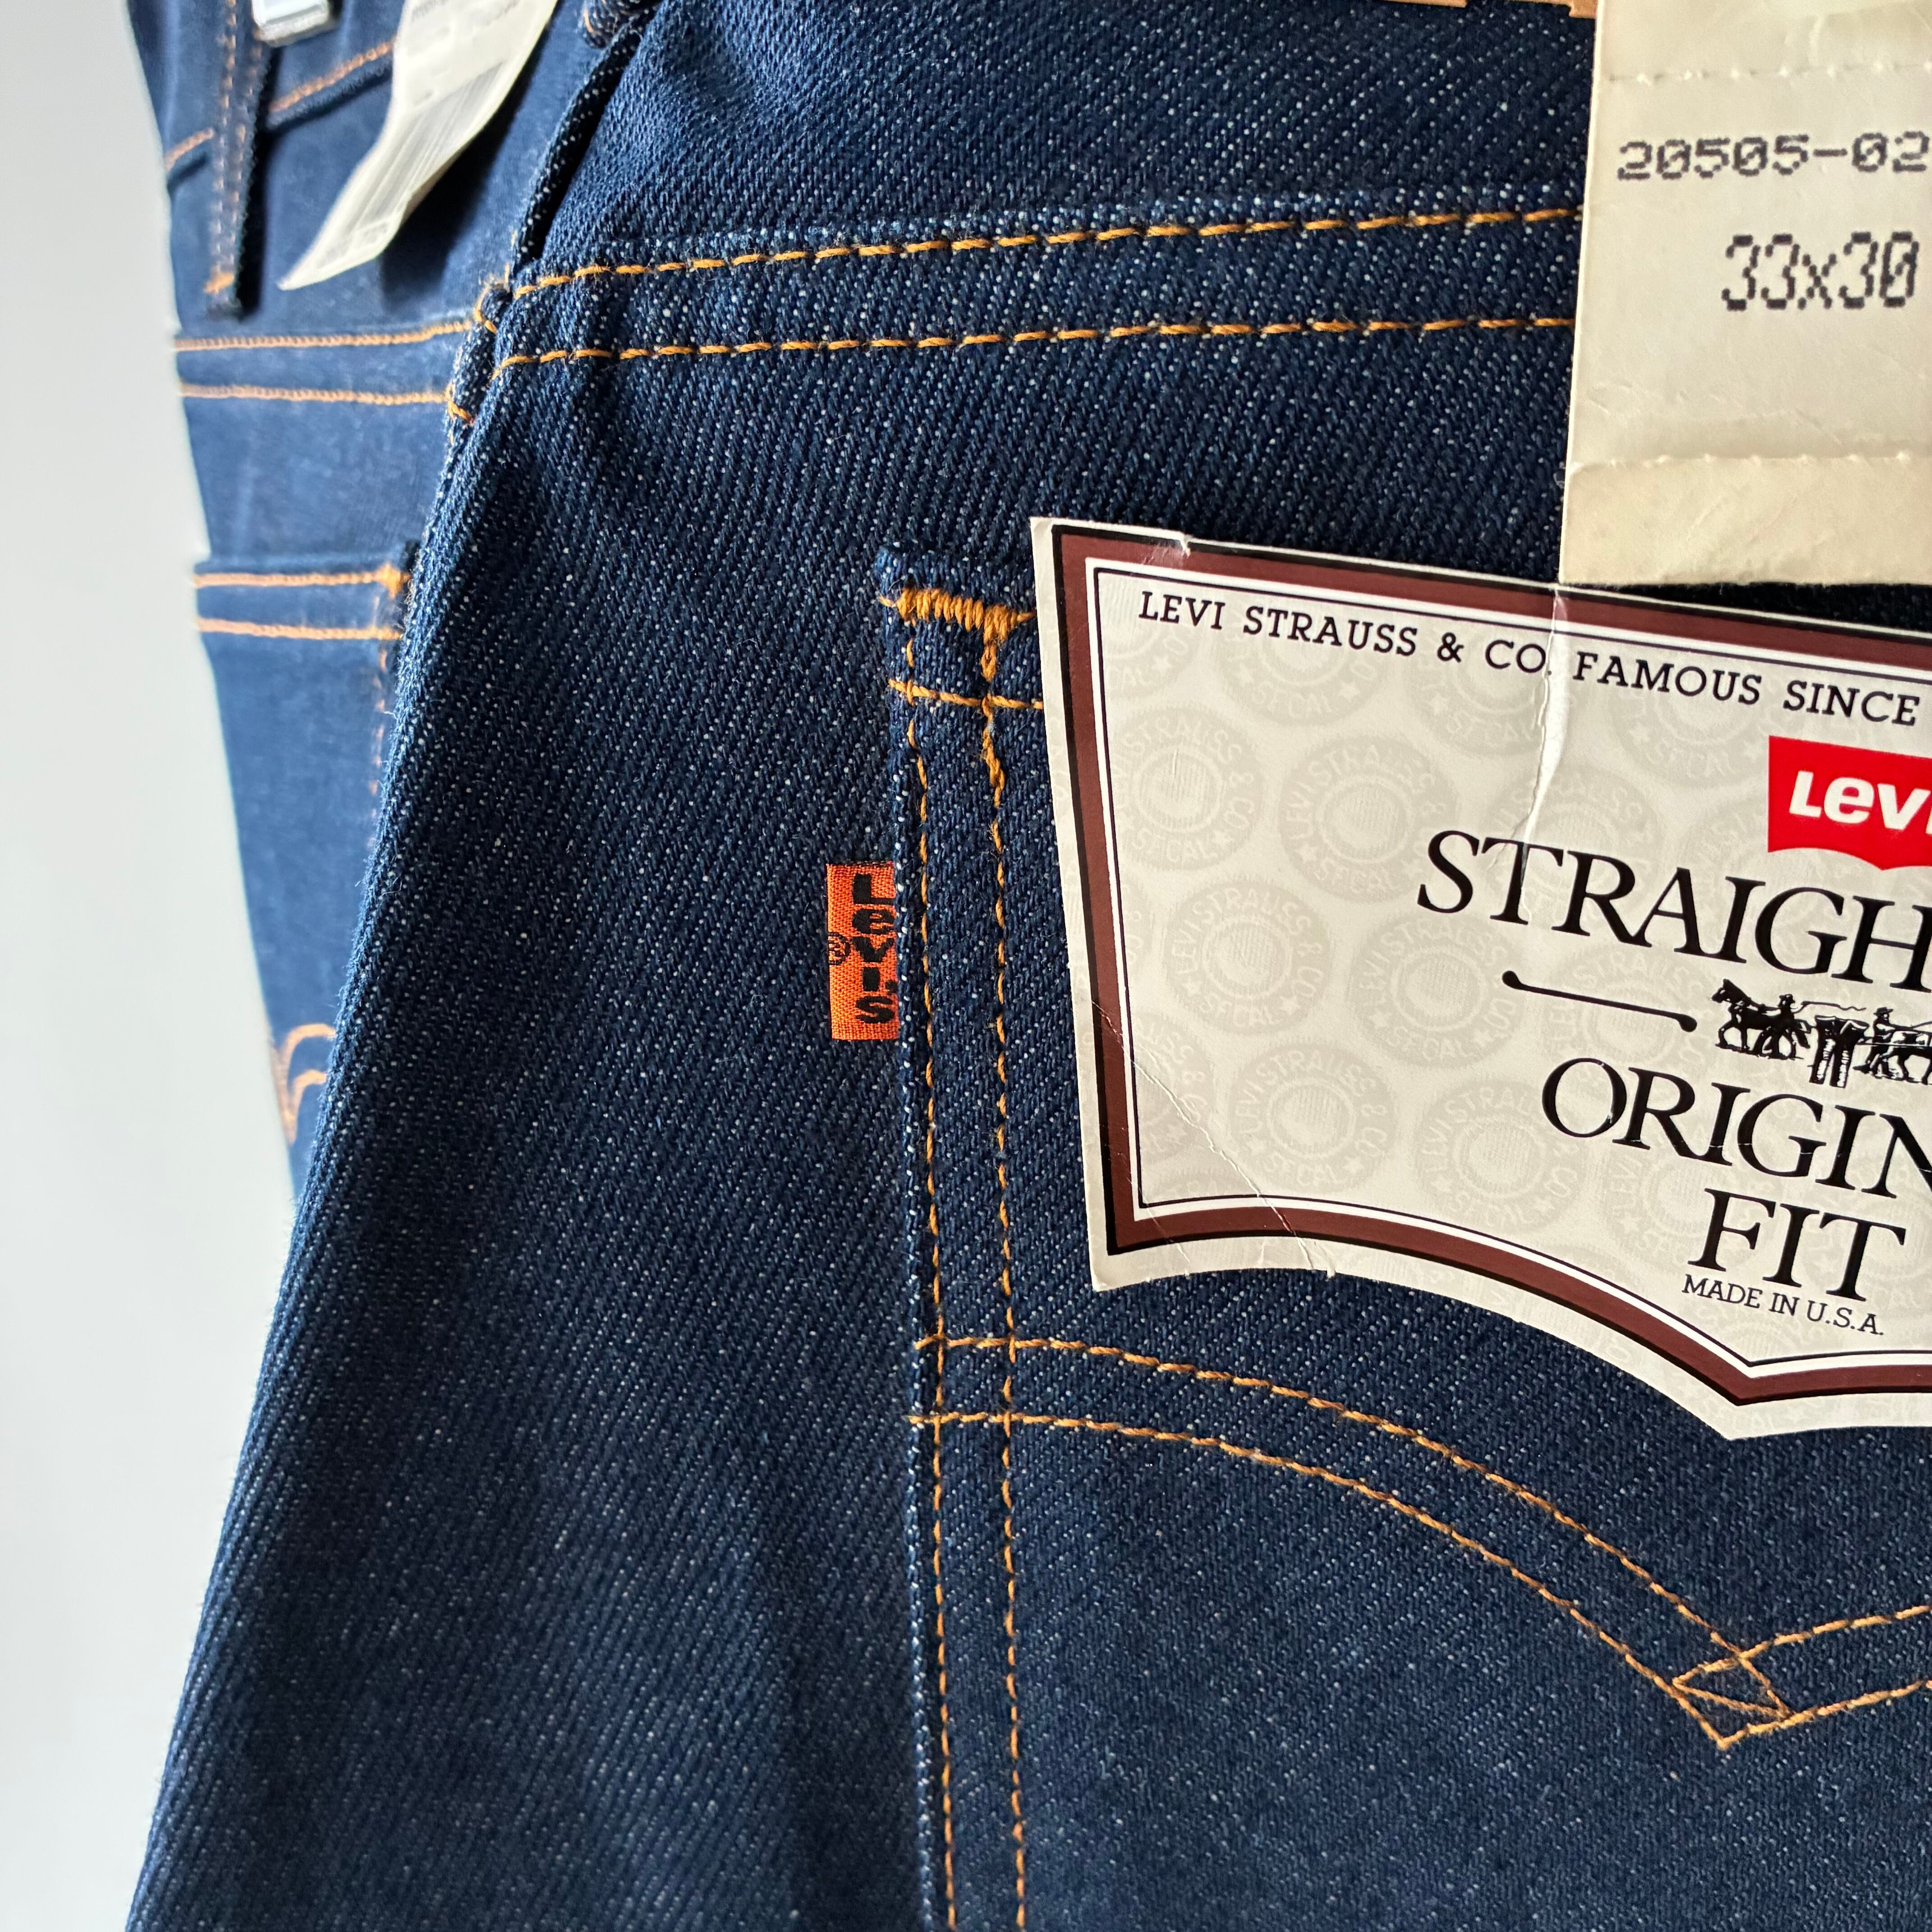 20505-02
33x30
LEVI STRAUSS & CO. FAMOUS SINCE
Levi
STRAIGH
ORIGIN
FIT
MADE IN U.S.A.
Levi's
®